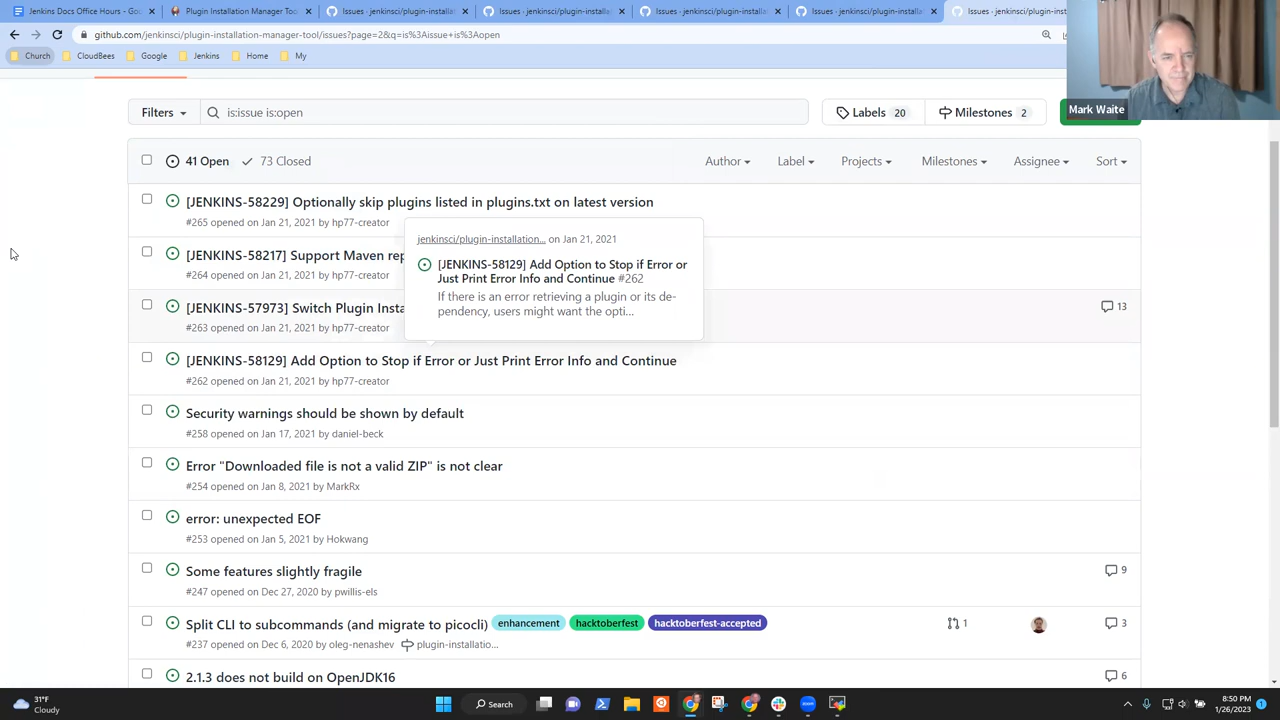 Jenkins Docs Office Hours - Goo
Plugin Installation Manager Too
Issues · jenkinsci/plugin-install
Issues · jenkinsci/plugin-install
Issues · jenkinsci/plugin-install
Issues · jenkinsci/plugin-install
Issues · jenkinsci/plugin-inst
github.com/jenkinsci/plugin-installation-manager-tool/issues?page=2&q=is%3Aissue+is%3Aopen
Church
CloudBees
Google
Jenkins
Home
My
Mark Waite
Filters
is:issue is:open
Labels 20
Milestones 2
41 Open
73 Closed
Author
Label
Projects
Milestones
Assignee
Sort
[JENKINS-58229] Optionally skip plugins listed in plugins.txt on latest version
#265 opened on Jan 21, 2021 by hp77-creator
jenkinsci/plugin-installation... on Jan 21, 2021
[JENKINS-58129] Add Option to Stop if Error or
Just Print Error Info and Continue #262
If there is an error retrieving a plugin or its de-
pendency, users might want the opti...
[JENKINS-58217] Support Maven rep
#264 opened on Jan 21, 2021 by hp77-creator
[JENKINS-57973] Switch Plugin Insta
13
#263 opened on Jan 21, 2021 by hp77-creator
[JENKINS-58129] Add Option to Stop if Error or Just Print Error Info and Continue
#262 opened on Jan 21, 2021 by hp77-creator
Security warnings should be shown by default
#258 opened on Jan 17, 2021 by daniel-beck
Error "Downloaded file is not a valid ZIP" is not clear
#254 opened on Jan 8, 2021 by MarkRx
error: unexpected EOF
#253 opened on Jan 5, 2021 by Hokwang
Some features slightly fragile
9
#247 opened on Dec 27, 2020 by pwillis-els
Split CLI to subcommands (and migrate to picocli) enhancement hacktoberfest hacktoberfest-accepted
1
3
#237 opened on Dec 6, 2020 by oleg-nenashev plugin-installatio...
2.1.3 does not build on OpenJDK16
6
31°F
Cloudy
Search
8:50 PM
1/26/2023
1